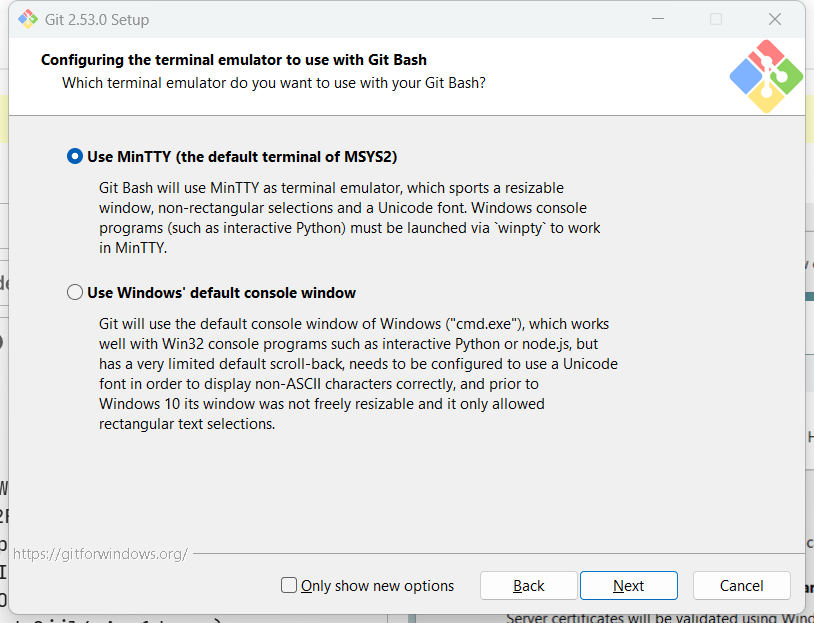 Git 2.53.0 Setup
Configuring the terminal emulator to use with Git Bash
Which terminal emulator do you want to use with your Git Bash?
Use MinTTY (the default terminal of MSYS2)
Git Bash will use MinTTY as terminal emulator, which sports a resizable
window, non-rectangular selections and a Unicode font. Windows console
programs (such as interactive Python) must be launched via `winpty` to work
in MinTTY.
Use Windows' default console window
Git will use the default console window of Windows ("cmd.exe"), which works
well with Win32 console programs such as interactive Python or node.js, but
has a very limited default scroll-back, needs to be configured to use a Unicode
font in order to display non-ASCII characters correctly, and prior to
Windows 10 its window was not freely resizable and it only allowed
rectangular text selections.
https://gitforwindows.org/
Only show new options
Back
Next
Cancel
Server certificates will be validated using